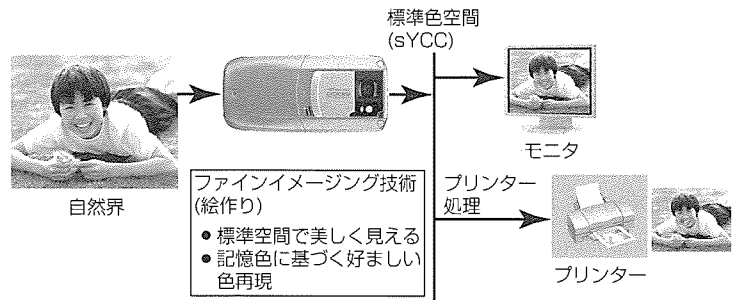 標準色空間
(sYCC)
自然界
ファインイメージング技術
(絵作り)
● 標準空間で美しく見える
● 記憶色に基づく好ましい
色再現
モニタ
プリンター
処理
プリンター